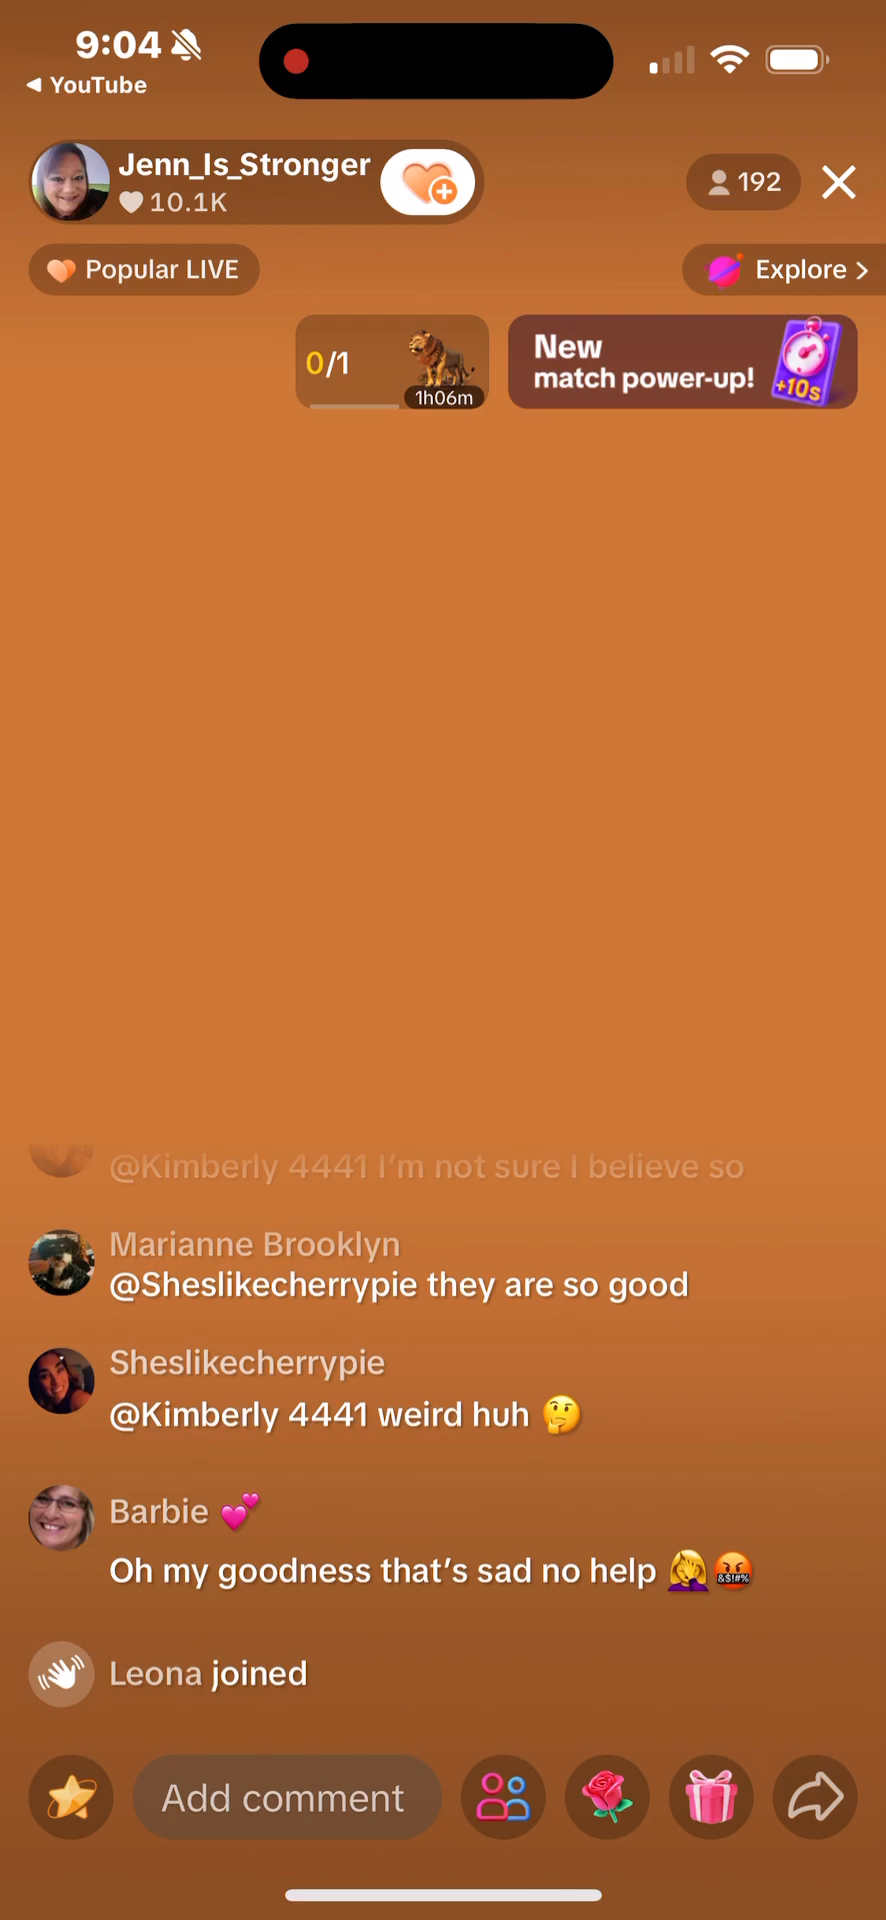 9:04
◀ YouTube
Jenn_Is_Stronger
10.1K
192
Popular LIVE
Explore >
0/1
1h06m
New
match power-up!
+10s
@Kimberly 4441 I'm not sure I believe so
Marianne Brooklyn
@Sheslikecherrypie they are so good
Sheslikecherrypie
@Kimberly 4441 weird huh 🤔
Barbie 💕
Oh my goodness that's sad no help 🤦‍♀️🤬
Leona joined
Add comment